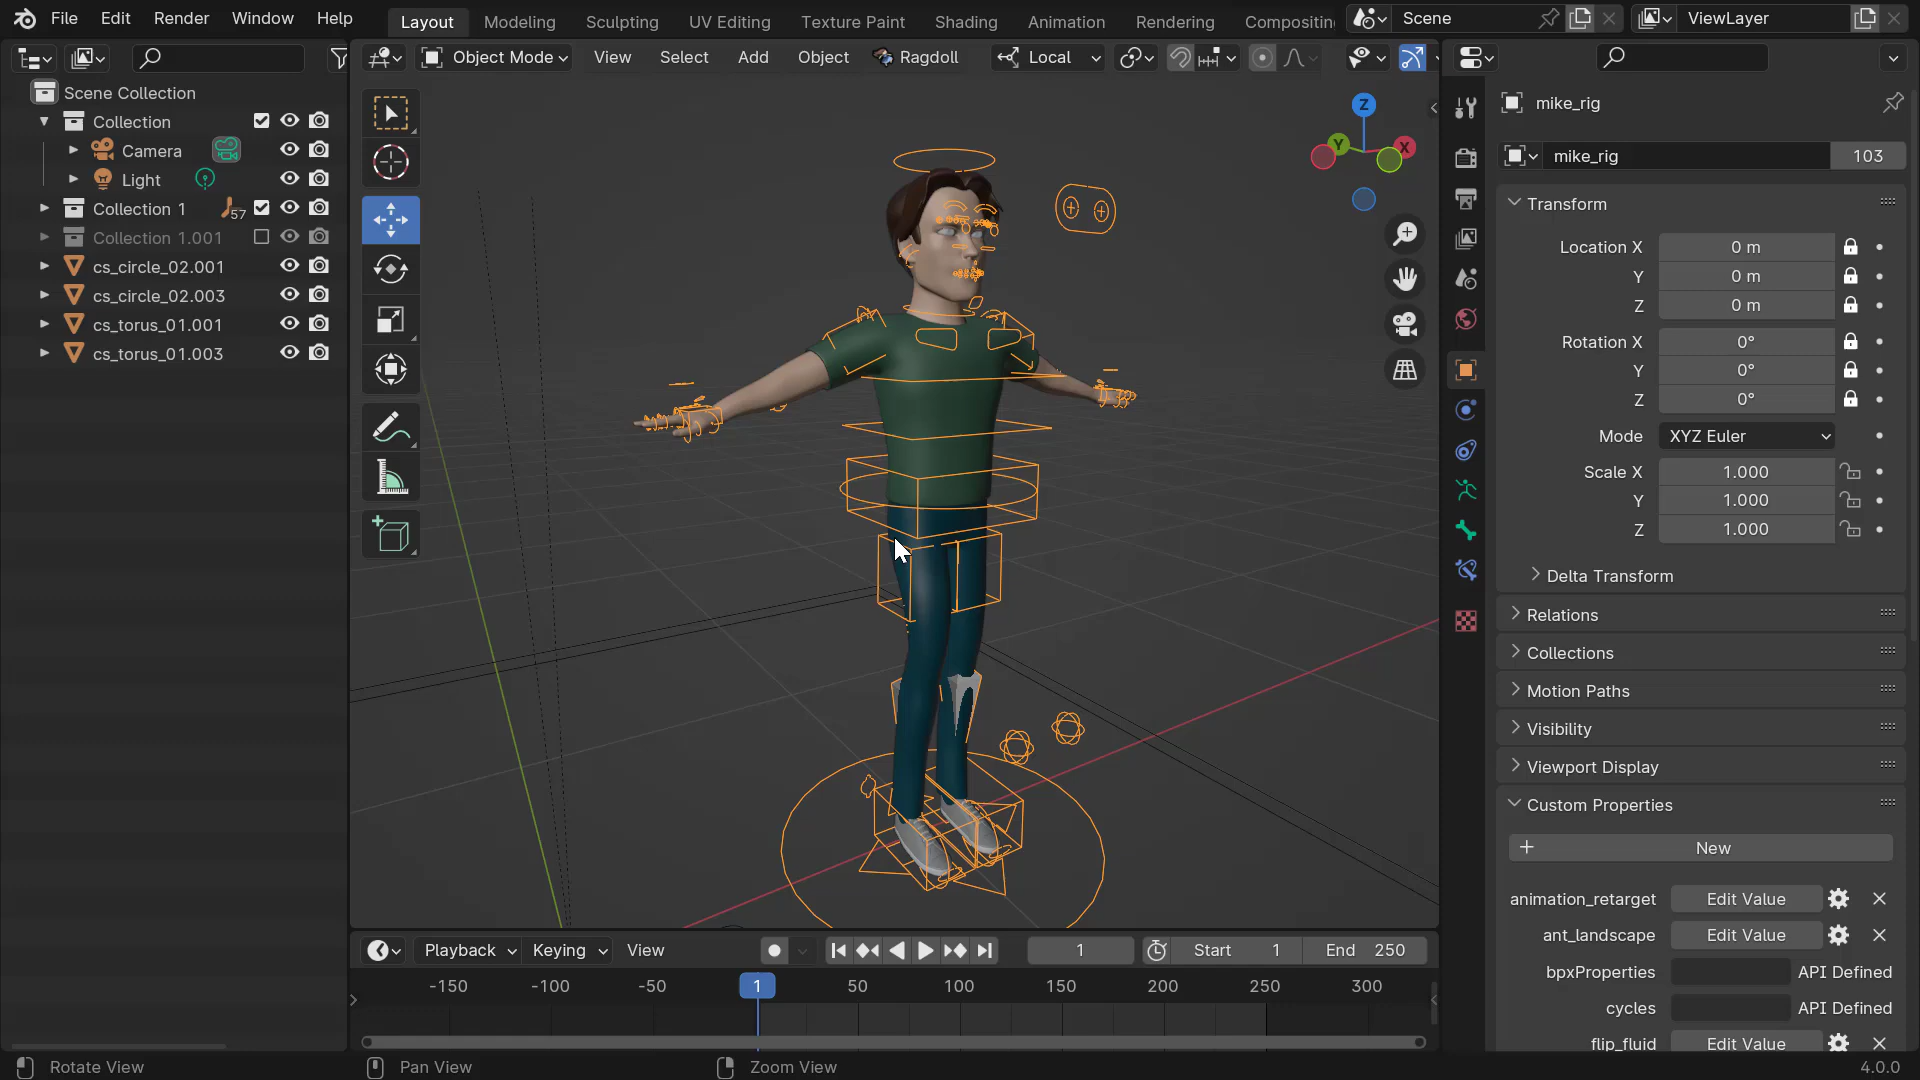 File Edit Render Window Help Layout Modeling Sculpting UV Editing Texture Paint Shading Animation Rendering Compositin Scene ViewLayer
Object Mode View Select Add Object Ragdoll Local
Scene Collection
Collection
Camera
Light
Collection 1 57
Collection 1.001
cs_circle_02.001
cs_circle_02.003
cs_torus_01.001
cs_torus_01.003
Z
Y X
mike_rig
mike_rig 103
Transform
Location X 0 m
Y 0 m
Z 0 m
Rotation X 0°
Y 0°
Z 0°
Mode XYZ Euler
Scale X 1.000
Y 1.000
Z 1.000
Delta Transform
Relations
Collections
Motion Paths
Visibility
Viewport Display
Custom Properties
New
animation_retarget Edit Value
ant_landscape Edit Value
bpxProperties API Defined
cycles API Defined
flip_fluid Edit Value
Playback Keying View 1 Start 1 End 250
-150 -100 -50 1 50 100 150 200 250 300
Rotate View Pan View Zoom View 4.0.0